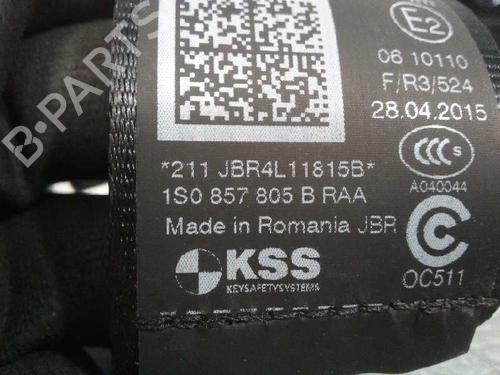 E2
06 10110
F/R3/524
28.04.2015
*211 JBR4L11815B*
1S0 857 805 B RAA
Made in Romania JBR
KSS
KEYSAFETYSYSTEMS
CCC S
A040044
C
OC511
B-PARTS